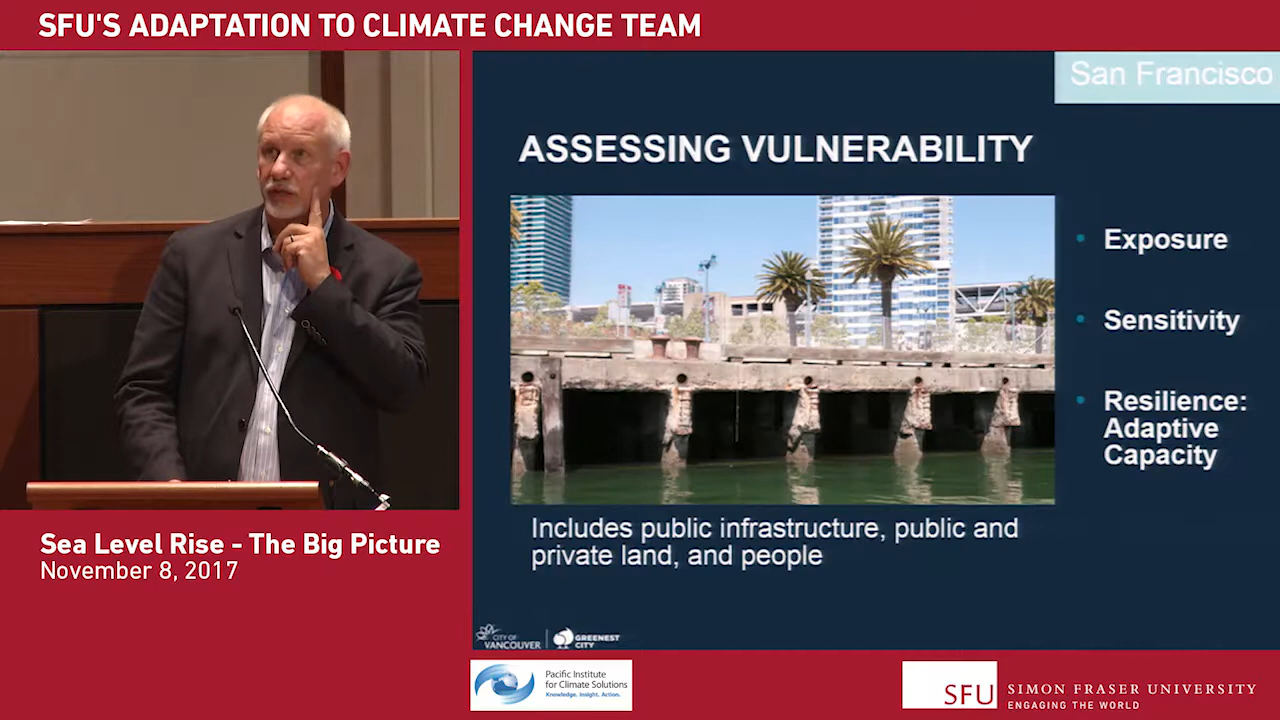 SFU'S ADAPTATION TO CLIMATE CHANGE TEAM
San Francisco
ASSESSING VULNERABILITY
• Exposure
• Sensitivity
• Resilience:
Adaptive
Capacity
Includes public infrastructure, public and
private land, and people
Sea Level Rise - The Big Picture
November 8, 2017
CITY OF
VANCOUVER
GREENEST
CITY
Pacific Institute
for Climate Solutions
Knowledge. Insight. Action.
SFU
SIMON FRASER UNIVERSITY
ENGAGING THE WORLD